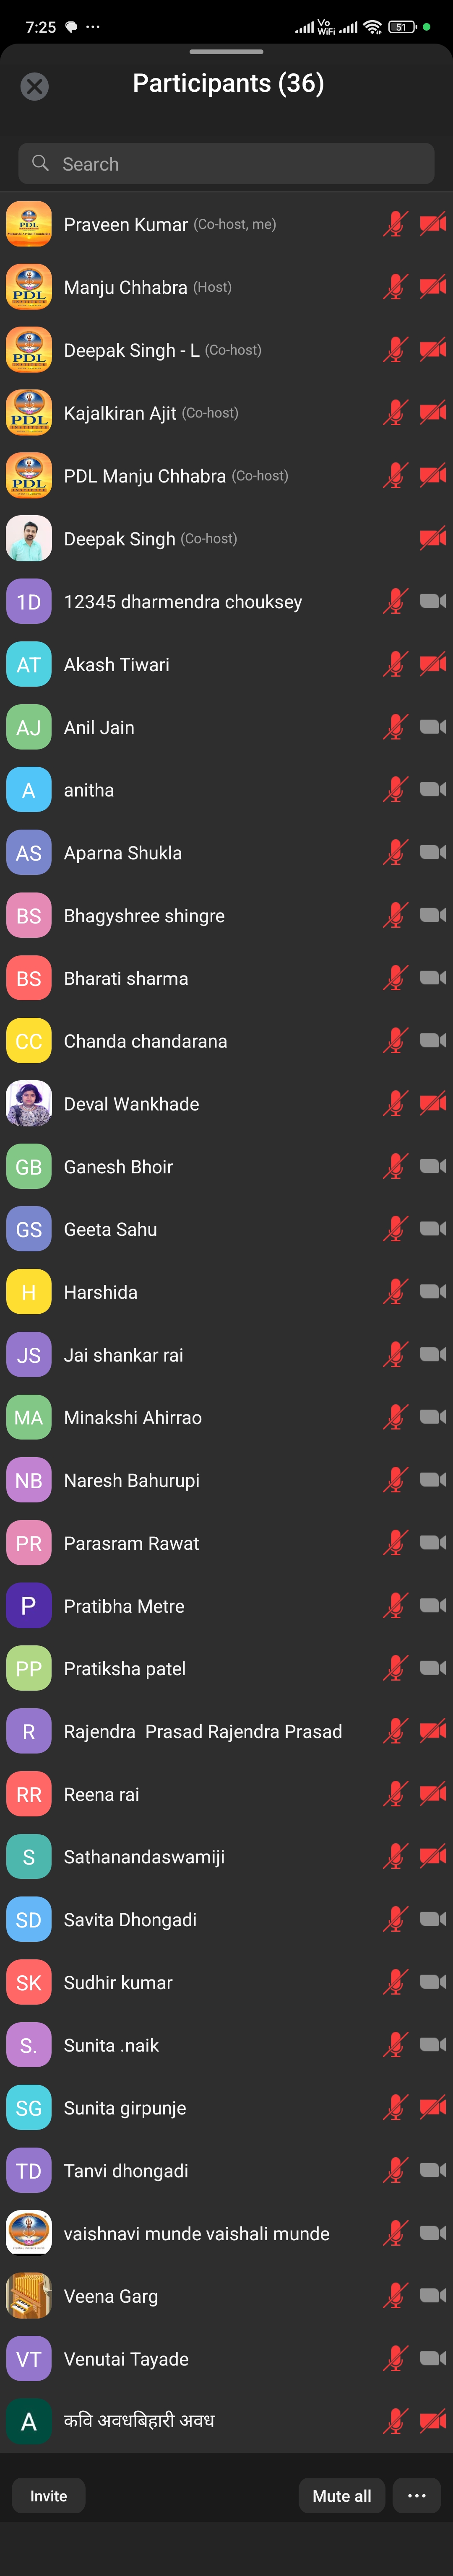 7:25
Vo
WiFi
51
Participants (36)
Search
PDL
Praveen Kumar (Co-host, me)
PDL
Manju Chhabra (Host)
PDL
Deepak Singh - L (Co-host)
PDL
Kajalkiran Ajit (Co-host)
PDL
PDL Manju Chhabra (Co-host)
Deepak Singh (Co-host)
1D 12345 dharmendra chouksey
AT Akash Tiwari
AJ Anil Jain
A anitha
AS Aparna Shukla
BS Bhagyshree shingre
BS Bharati sharma
CC Chanda chandarana
Deval Wankhade
GB Ganesh Bhoir
GS Geeta Sahu
H Harshida
JS Jai shankar rai
MA Minakshi Ahirrao
NB Naresh Bahurupi
PR Parasram Rawat
P Pratibha Metre
PP Pratiksha patel
R Rajendra Prasad Rajendra Prasad
RR Reena rai
S Sathanandaswamiji
SD Savita Dhongadi
SK Sudhir kumar
S. Sunita .naik
SG Sunita girpunje
TD Tanvi dhongadi
vaishnavi munde vaishali munde
Veena Garg
VT Venutai Tayade
A कवि अवधबिहारी अवध
Invite Mute all